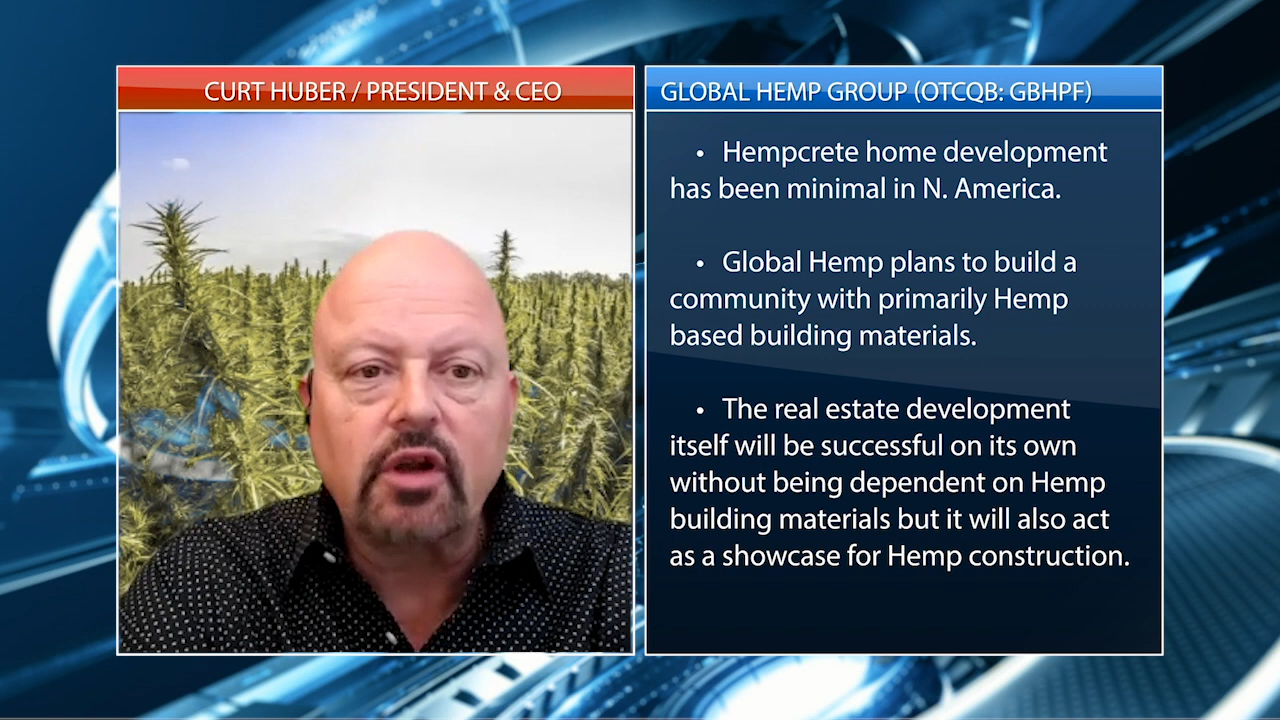 CURT HUBER / PRESIDENT & CEO
GLOBAL HEMP GROUP (OTCQB: GBHPF)
• Hempcrete home development
has been minimal in N. America.
• Global Hemp plans to build a
community with primarily Hemp
based building materials.
• The real estate development
itself will be successful on its own
without being dependent on Hemp
building materials but it will also act
as a showcase for Hemp construction.